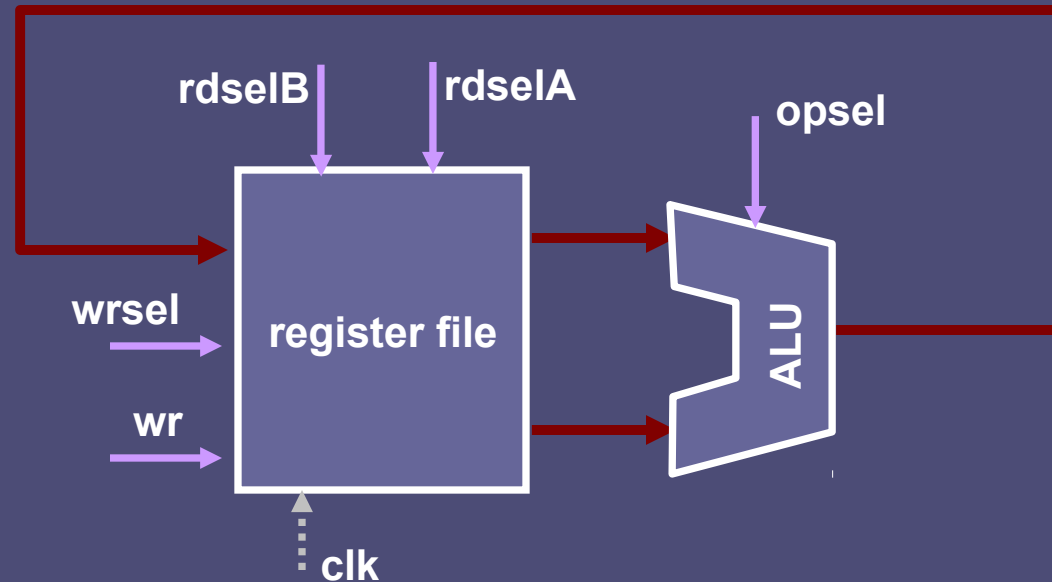 rdselB
rdselA
opsel
wrsel
register file
ALU
wr
clk